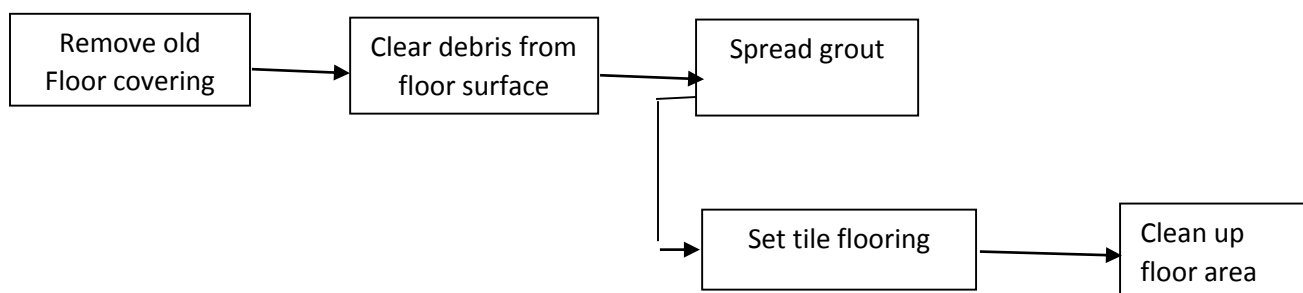 Remove old
Floor covering
Clear debris from
floor surface
Spread grout
Set tile flooring
Clean up
floor area